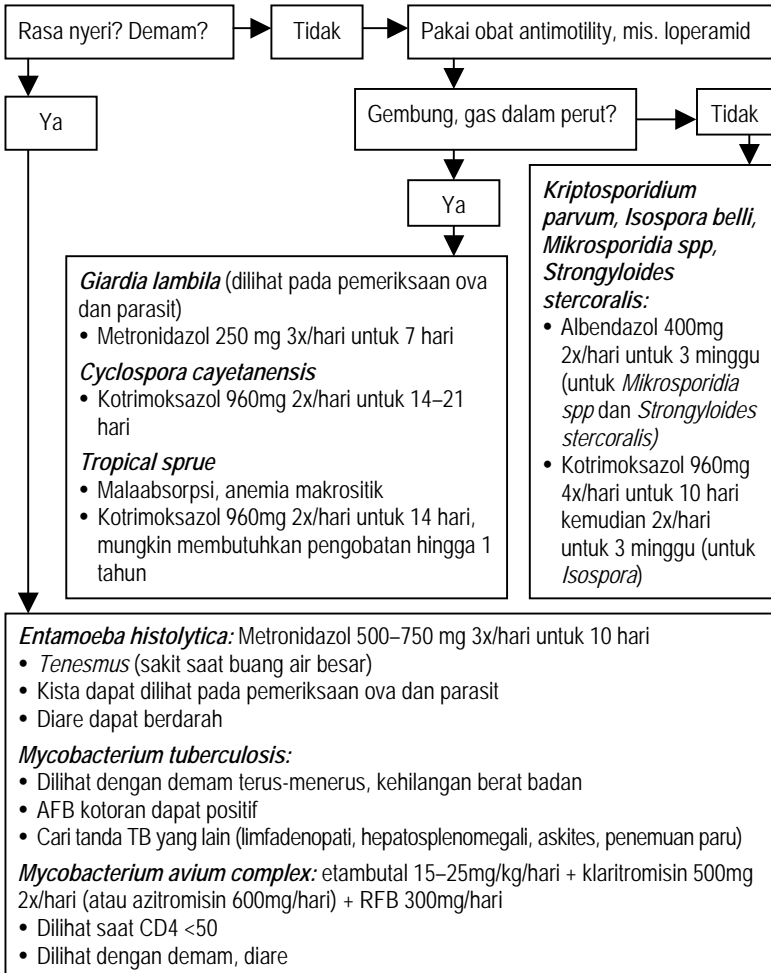 Rasa nyeri? Demam?
Tidak
Pakai obat antimotility, mis. loperamid
Ya
Gembung, gas dalam perut?
Tidak
Ya
Kriptosporidium
parvum, Isospora belli,
Mikrosporidia spp,
Strongyloides
stercoralis:
• Albendazol 400mg
2x/hari untuk 3 minggu
(untuk Mikrosporidia
spp dan Strongyloides
stercoralis)
• Kotrimoksazol 960mg
4x/hari untuk 10 hari
kemudian 2x/hari
untuk 3 minggu (untuk
Isospora)
Giardia lambila (dilihat pada pemeriksaan ova
dan parasit)
• Metronidazol 250 mg 3x/hari untuk 7 hari
Cyclospora cayetanensis
• Kotrimoksazol 960mg 2x/hari untuk 14–21
hari
Tropical sprue
• Malaabsorpsi, anemia makrositik
• Kotrimoksazol 960mg 2x/hari untuk 14 hari,
mungkin membutuhkan pengobatan hingga 1
tahun
Entamoeba histolytica: Metronidazol 500–750 mg 3x/hari untuk 10 hari
• Tenesmus (sakit saat buang air besar)
• Kista dapat dilihat pada pemeriksaan ova dan parasit
• Diare dapat berdarah
Mycobacterium tuberculosis:
• Dilihat dengan demam terus-menerus, kehilangan berat badan
• AFB kotoran dapat positif
• Cari tanda TB yang lain (limfadenopati, hepatosplenomegali, askites, penemuan paru)
Mycobacterium avium complex: etambutal 15–25mg/kg/hari + klaritromisin 500mg
2x/hari (atau azitromisin 600mg/hari) + RFB 300mg/hari
• Dilihat saat CD4 <50
• Dilihat dengan demam, diare